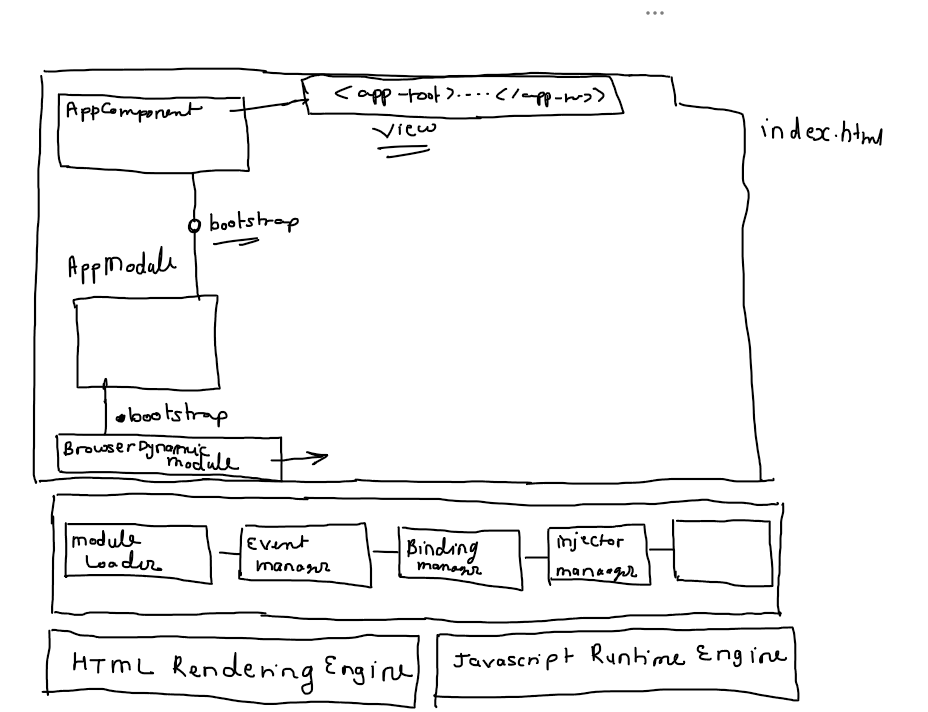 <app-root>....</app-root>
AppComponent
view
index.html
bootstrap
AppModule
.bootstrap
BrowserDynamic
module
module
Loader
Event
manager
Binding
manager
injector
manager
HTML Rendering Engine
Javascript Runtime Engine